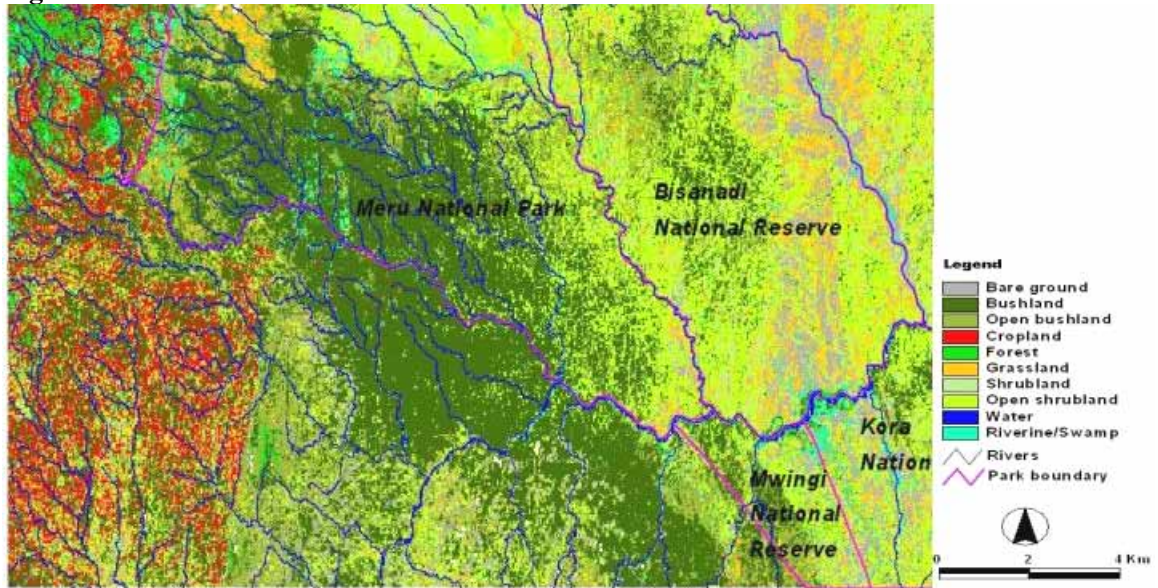 Meru National Park
Bisanadi
National Reserve
Kora
Nation
Mwingi
National
Reserve
Legend
Bare ground
Bushland
Open bushland
Cropland
Forest
Grassland
Shrubland
Open shrubland
Water
Riverine/Swamp
Rivers
Park boundary
0 2 4 Km